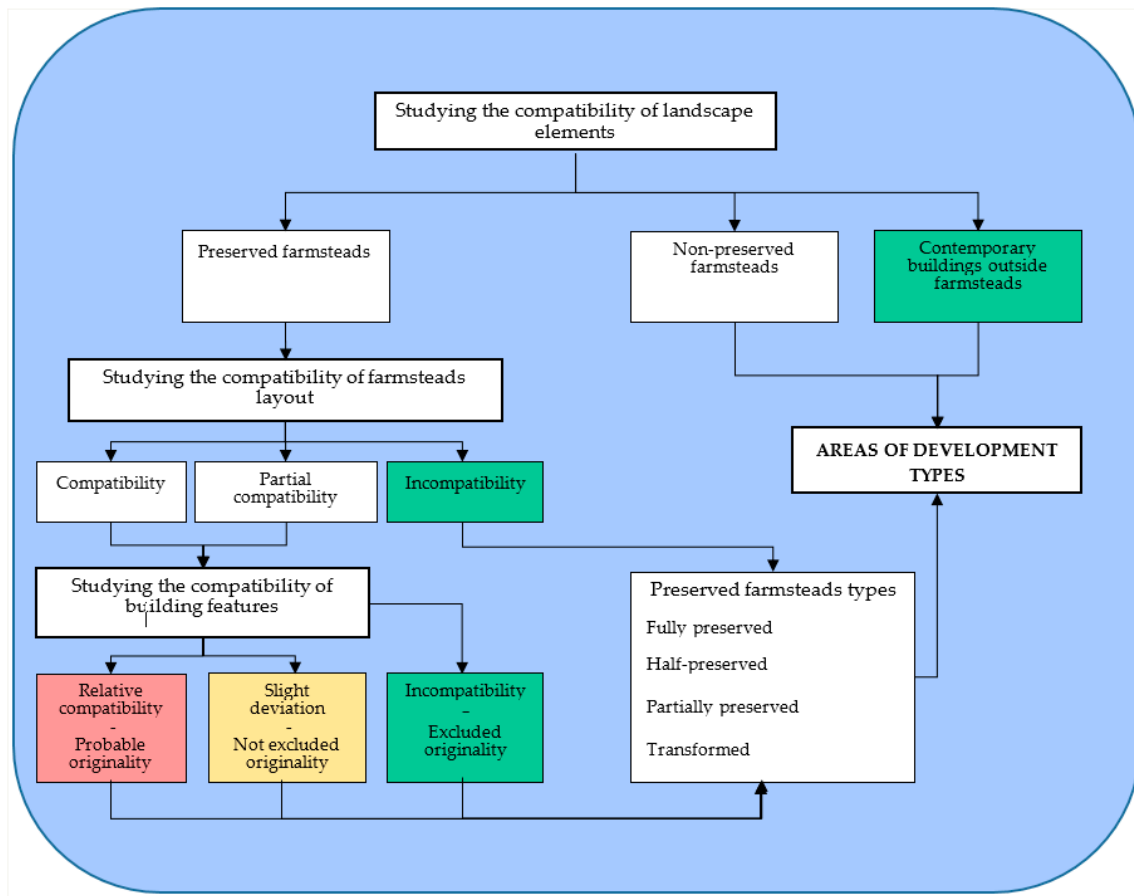 Studying the compatibility of landscape
elements
Preserved farmsteads
Non-preserved
farmsteads
Contemporary
buildings outside
farmsteads
Studying the compatibility of farmsteads
layout
Compatibility
Partial
compatibility
Incompatibility
AREAS OF DEVELOPMENT
TYPES
Studying the compatibility of
building features
Preserved farmsteads types
Fully preserved
Half-preserved
Partially preserved
Transformed
Relative
compatibility
-
Probable
originality
Slight
deviation
-
Not excluded
originality
Incompatibility
–
Excluded
originality